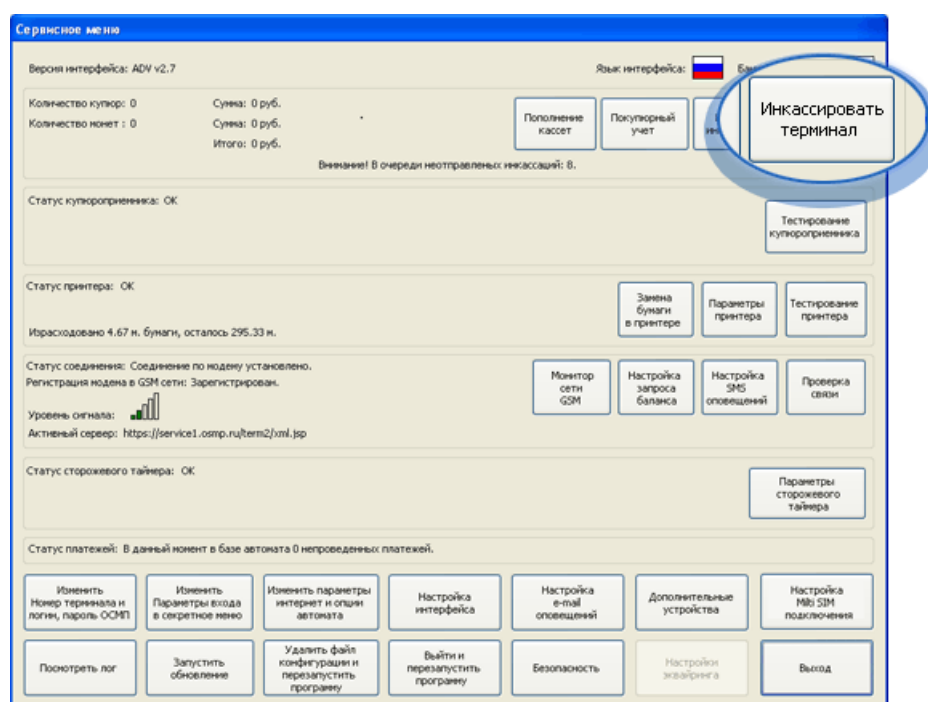 Сервисное меню
Версия интерфейса: ADV v2.7
Язык интерфейса:
Количество купюр: 0 Сумма: 0 руб.
Количество монет : 0 Сумма: 0 руб.
Итого: 0 руб.
Пополнение
кассет
Покупюрный
учет
Инкассировать
терминал
Внимание! В очереди неотправленых инкассаций: 8.
Статус купюроприемника: OK
Тестирование
купюроприемника
Статус принтера: OK
Израсходовано 4.67 м. бумаги, осталось 295.33 м.
Замена
бумаги
в принтере
Параметры
принтера
Тестирование
принтера
Статус соединения: Соединение по модему установлено.
Регистрация модема в GSM сети: Зарегистрирован.
Уровень сигнала:
Активный сервер: https://service1.osmp.ru/term2/xml.jsp
Монитор
сети
GSM
Настройка
запроса
баланса
Настройка
SMS
оповещений
Проверка
связи
Статус сторожевого таймера: OK
Параметры
сторожевого
таймера
Статус платежей: В данный момент в базе автомата 0 непроведенных платежей.
Изменить
Номер терминала и
логин, пароль ОСМП
Изменить
Параметры входа
в секретное меню
Изменить параметры
интернет и опции
автомата
Настройка
интерфейса
Настройка
e-mail
оповещений
Дополнительные
устройства
Настройка
Milti SIM
подключения
Посмотреть лог
Запустить
обновление
Удалить файл
конфигурации и
перезапустить
программу
Выйти и
перезапустить
программу
Безопасность
Настройки
эквайринга
Выход